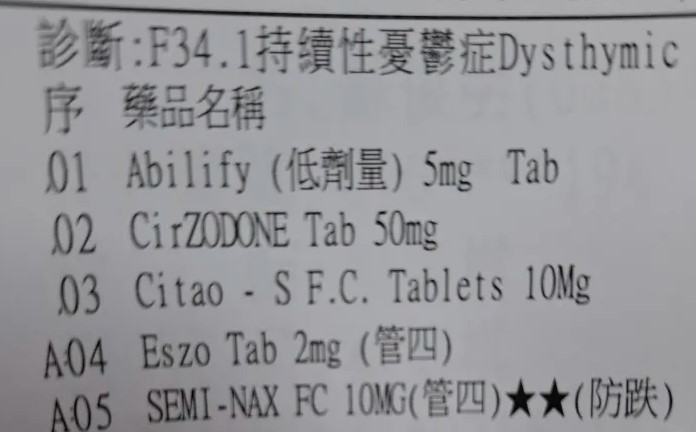 診斷:F34.1持續性憂鬱症Dysthymic
序 藥品名稱
01 Abilify (低劑量) 5mg Tab
02 CirZODONE Tab 50mg
03 Citao - S F.C. Tablets 10Mg
A04 Eszo Tab 2mg (管四)
A05 SEMI-NAX FC 10MG(管四)★★(防跌)